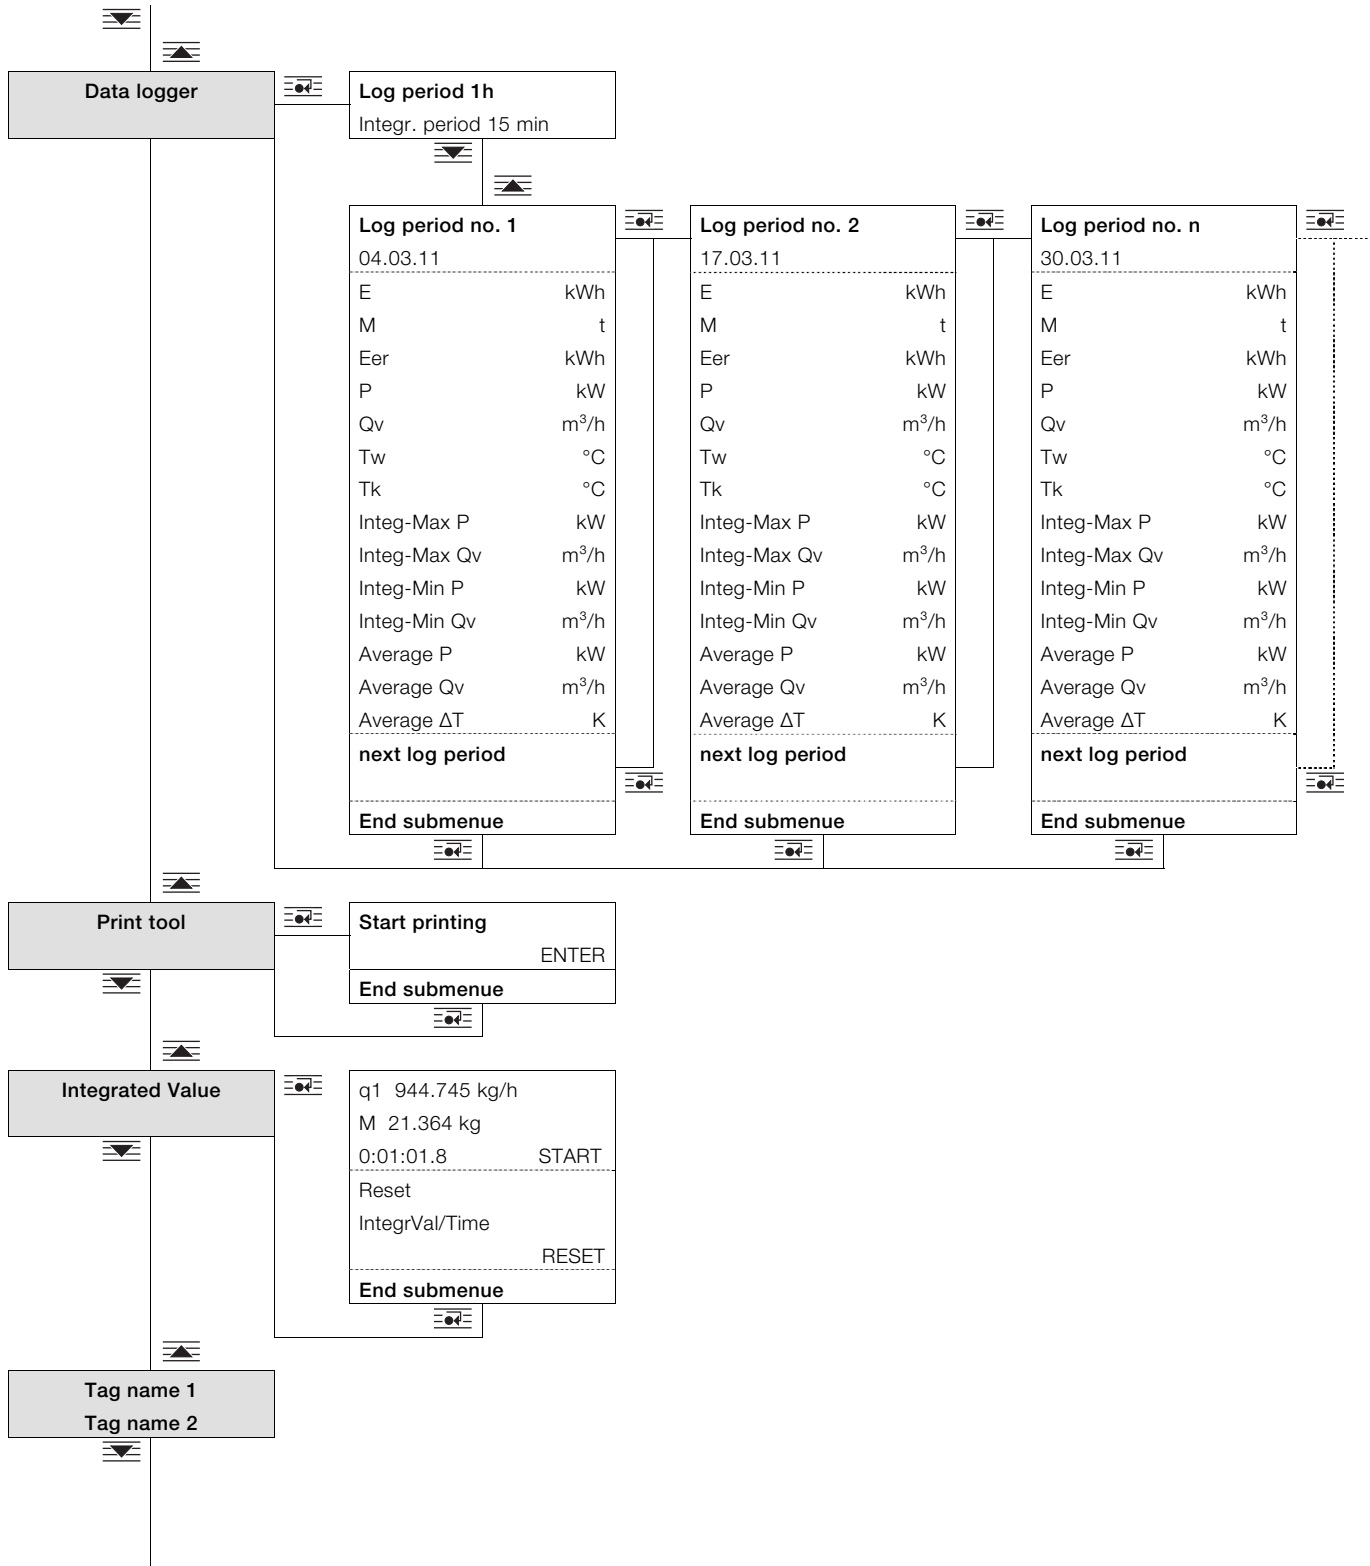 Data logger
Log period 1h
Integr. period 15 min
Log period no. 1
04.03.11
E kWh
M t
Eer kWh
P kW
Qv m³/h
Tw °C
Tk °C
Integ-Max P kW
Integ-Max Qv m³/h
Integ-Min P kW
Integ-Min Qv m³/h
Average P kW
Average Qv m³/h
Average ΔT K
next log period
End submenue
Log period no. 2
17.03.11
E kWh
M t
Eer kWh
P kW
Qv m³/h
Tw °C
Tk °C
Integ-Max P kW
Integ-Max Qv m³/h
Integ-Min P kW
Integ-Min Qv m³/h
Average P kW
Average Qv m³/h
Average ΔT K
next log period
End submenue
Log period no. n
30.03.11
E kWh
M t
Eer kWh
P kW
Qv m³/h
Tw °C
Tk °C
Integ-Max P kW
Integ-Max Qv m³/h
Integ-Min P kW
Integ-Min Qv m³/h
Average P kW
Average Qv m³/h
Average ΔT K
next log period
End submenue
Print tool
Start printing
ENTER
End submenue
Integrated Value
q1 944.745 kg/h
M 21.364 kg
0:01:01.8 START
Reset
IntegrVal/Time
RESET
End submenue
Tag name 1
Tag name 2